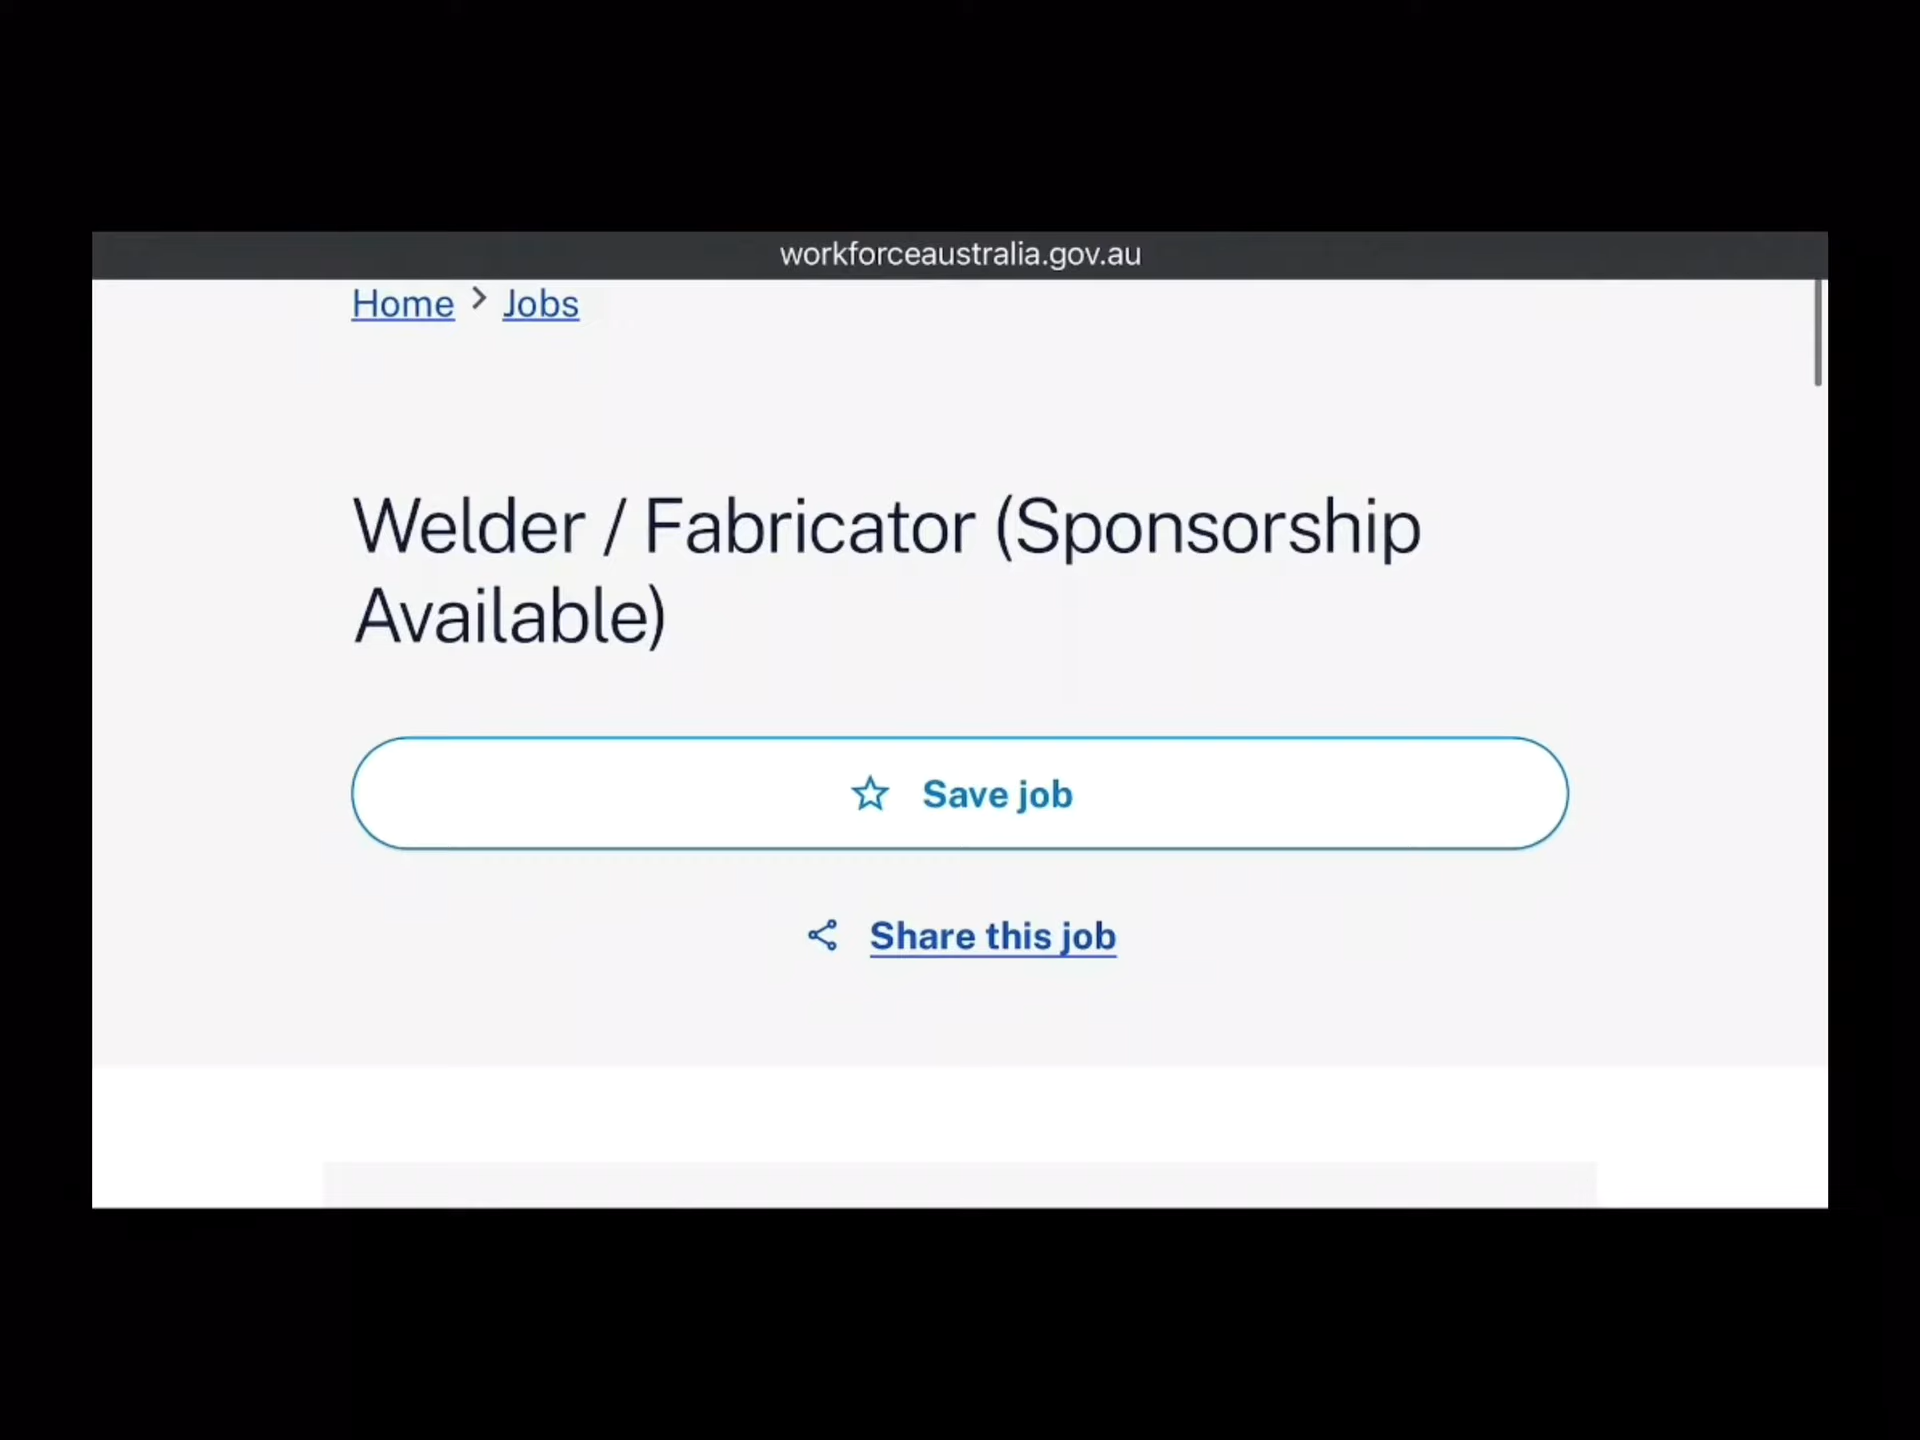 workforceaustralia.gov.au
Home > Jobs
Welder / Fabricator (Sponsorship
Available)
Save job
Share this job